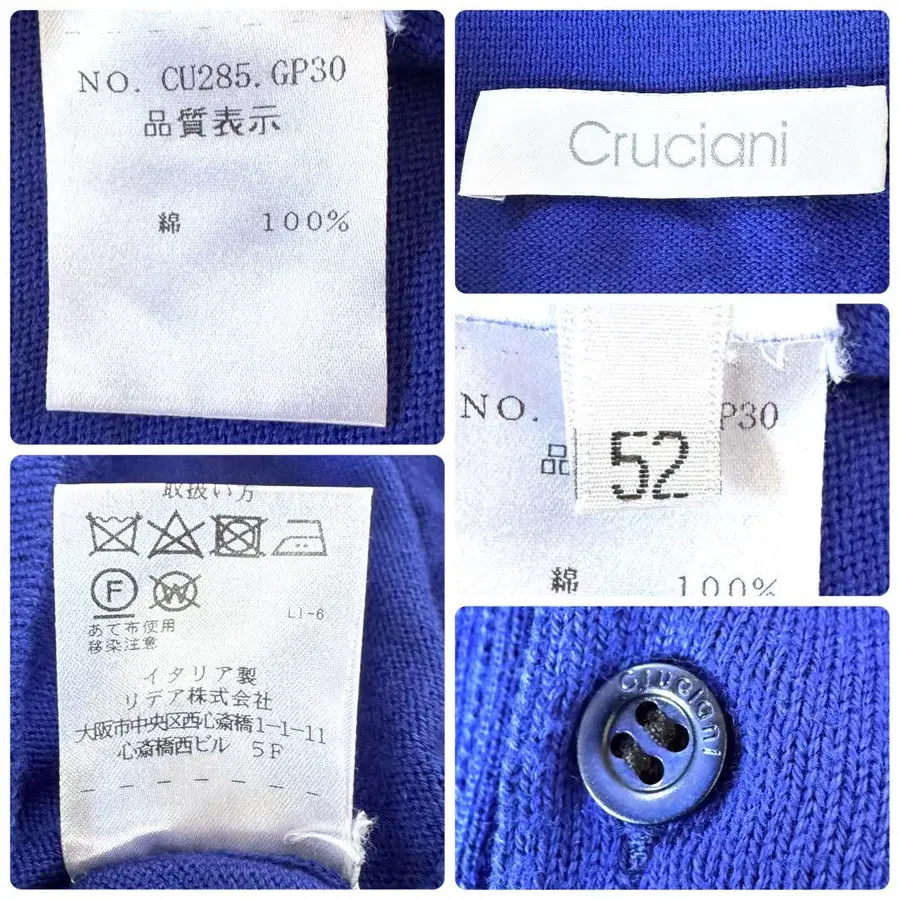 NO. CU285.GP30
品質表示
綿 100%
Cruciani
NO. P30
品
52
綿 100%
取扱い方
F W
LI-6
あて布使用
移染注意
イタリア製
リデア株式会社
大阪市中央区西心斎橋1-1-11
心斎橋西ビル 5F
Cruciani